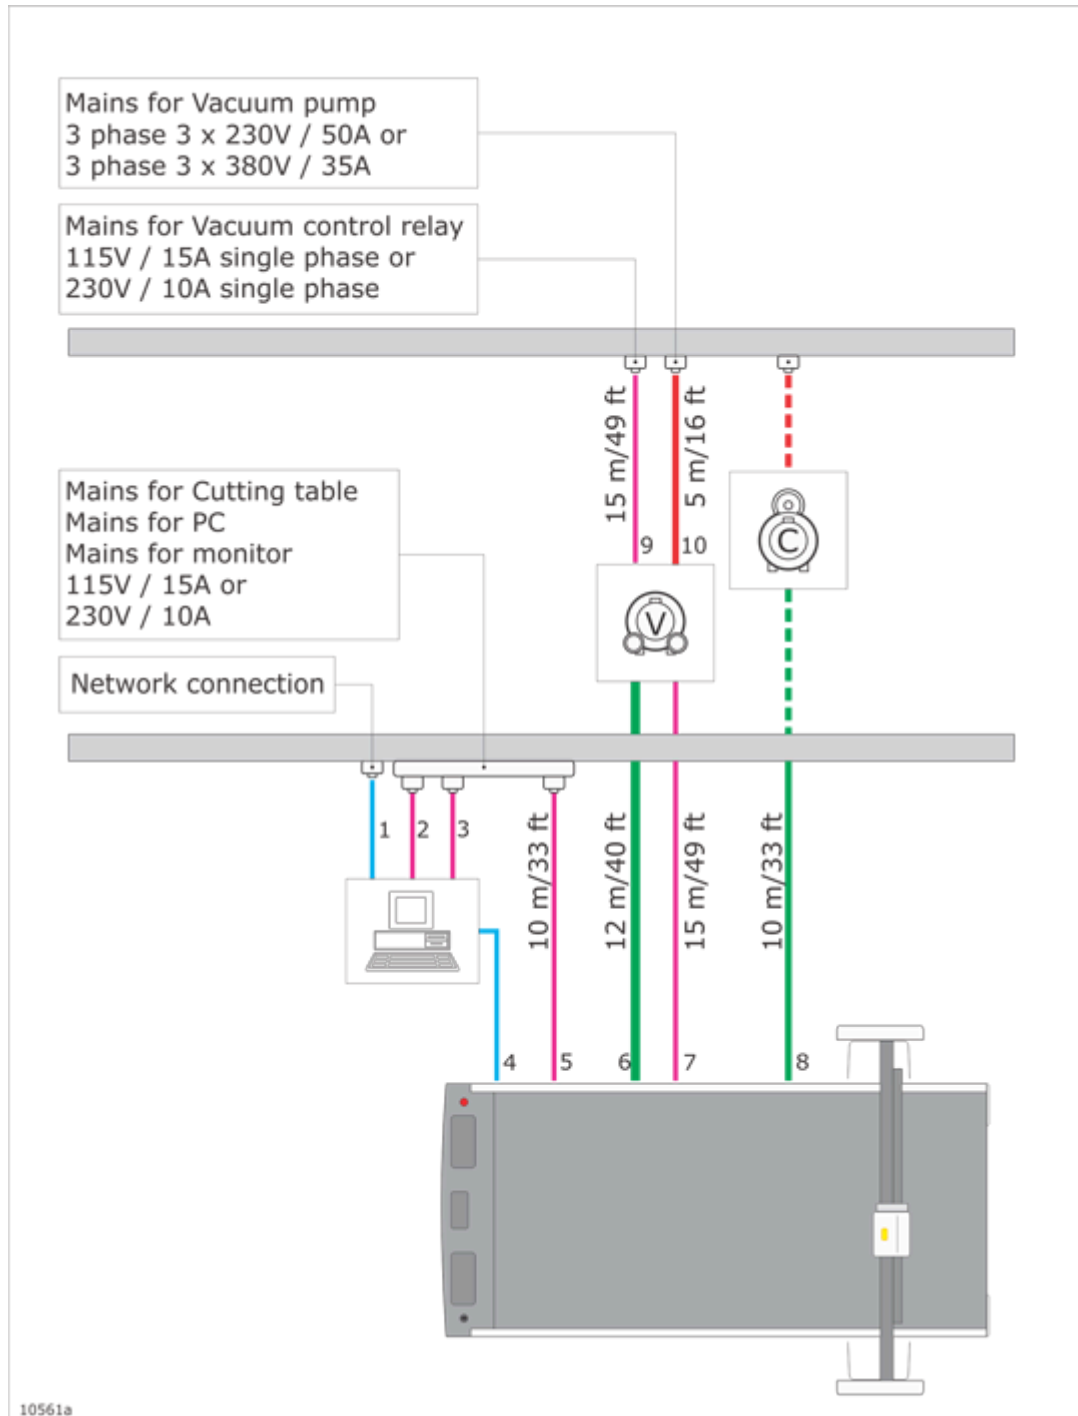 Mains for Vacuum pump
3 phase 3 x 230V / 50A or
3 phase 3 x 380V / 35A
Mains for Vacuum control relay
115V / 15A single phase or
230V / 10A single phase
15 m/49 ft
5 m/16 ft
9
10
C
V
Mains for Cutting table
Mains for PC
Mains for monitor
115V / 15A or
230V / 10A
Network connection
1
2
3
10 m/33 ft
12 m/40 ft
15 m/49 ft
10 m/33 ft
4
5
6
7
8
10561a